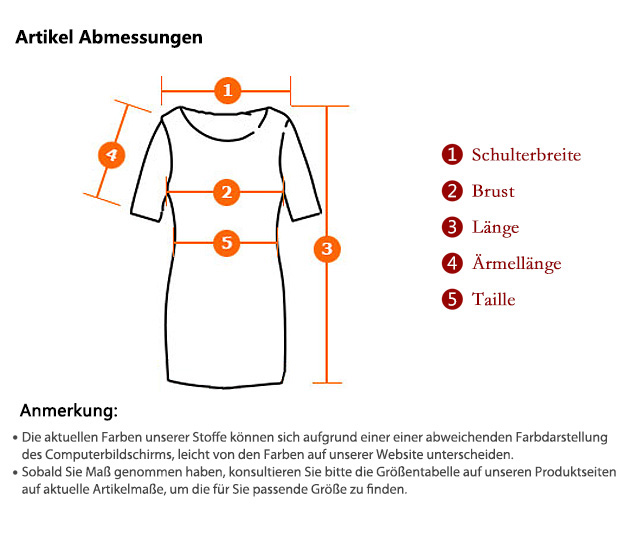 Artikel Abmessungen
1
4
2
5
3
1 Schulterbreite
2 Brust
3 Länge
4 Ärmellänge
5 Taille
Anmerkung:
• Die aktuellen Farben unserer Stoffe können sich aufgrund einer einer abweichenden Farbdarstellung
des Computerbildschirms, leicht von den Farben auf unserer Website unterscheiden.
• Sobald Sie Maß genommen haben, konsultieren Sie bitte die Größentabelle auf unseren Produktseiten
auf aktuelle Artikelmaße, um die für Sie passende Größe zu finden.